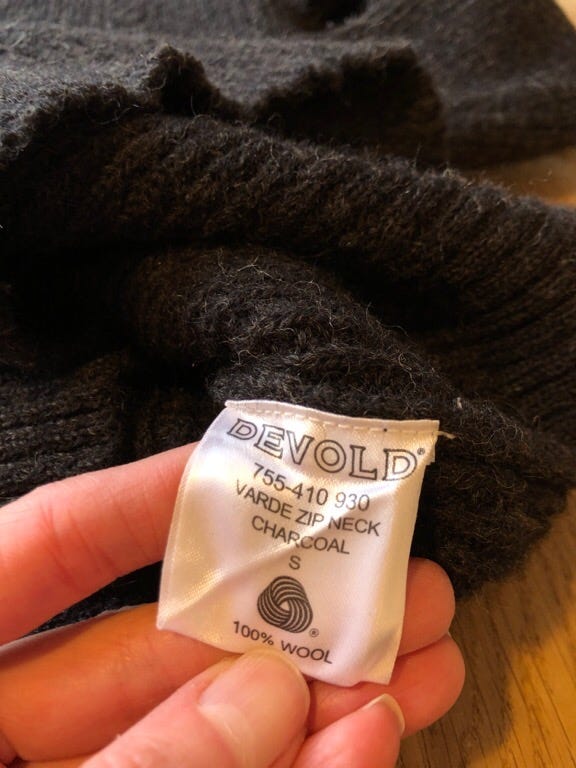 DEVOLD®
755-410 930
VARDE ZIP NECK
CHARCOAL
S
®
100% WOOL